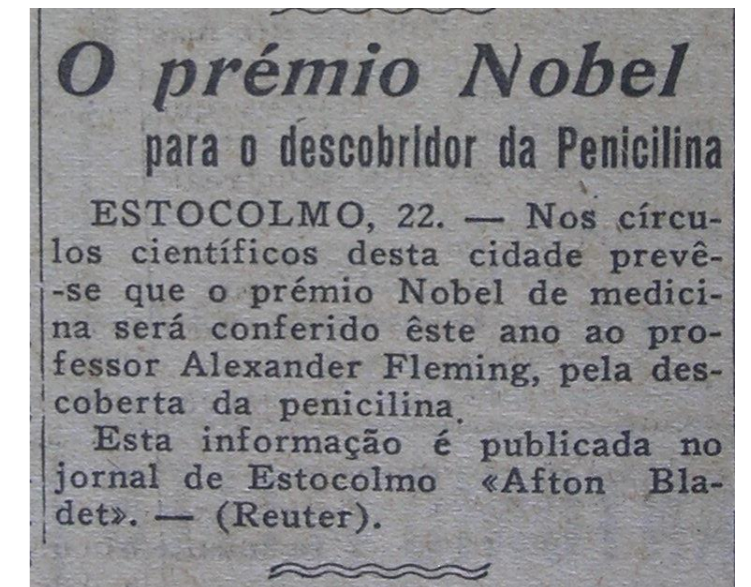 O prémio Nobel
para o descobridor da Penicilina
ESTOCOLMO, 22. — Nos círcu-
los científicos desta cidade prevê-
-se que o prémio Nobel de medici-
na será conferido êste ano ao pro-
fessor Alexander Fleming, pela des-
coberta da penicilina.
Esta informação é publicada no
jornal de Estocolmo «Afton Bla-
det». — (Reuter).